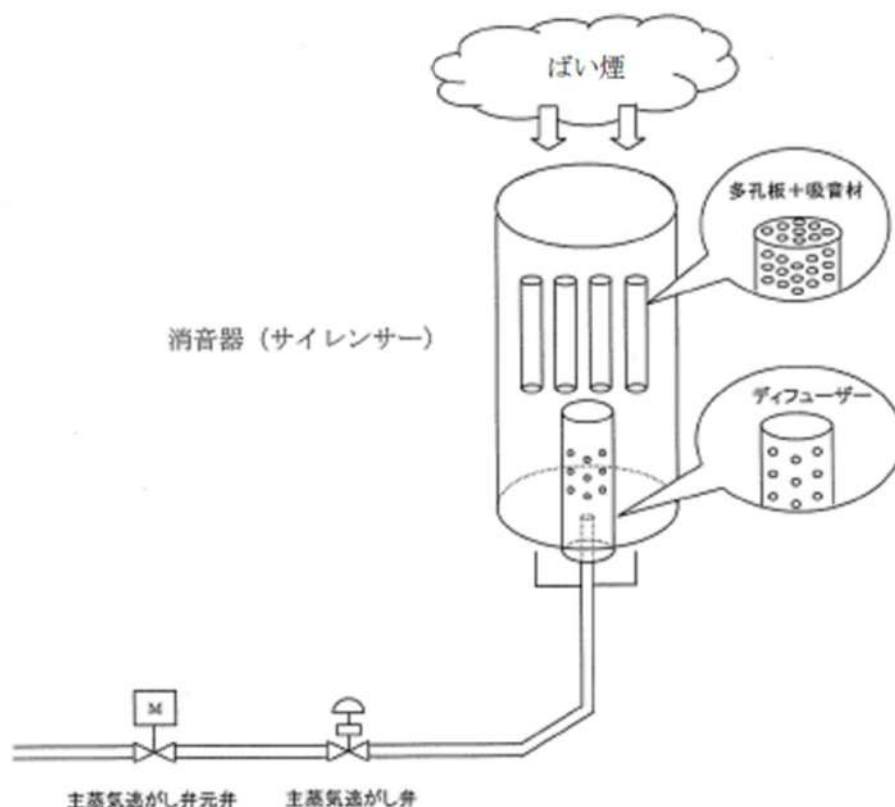 ばい煙
多孔板+吸音材
消音器(サイレンサー)
ディフューザー
M
主蒸気逃がし弁元弁
主蒸気逃がし弁